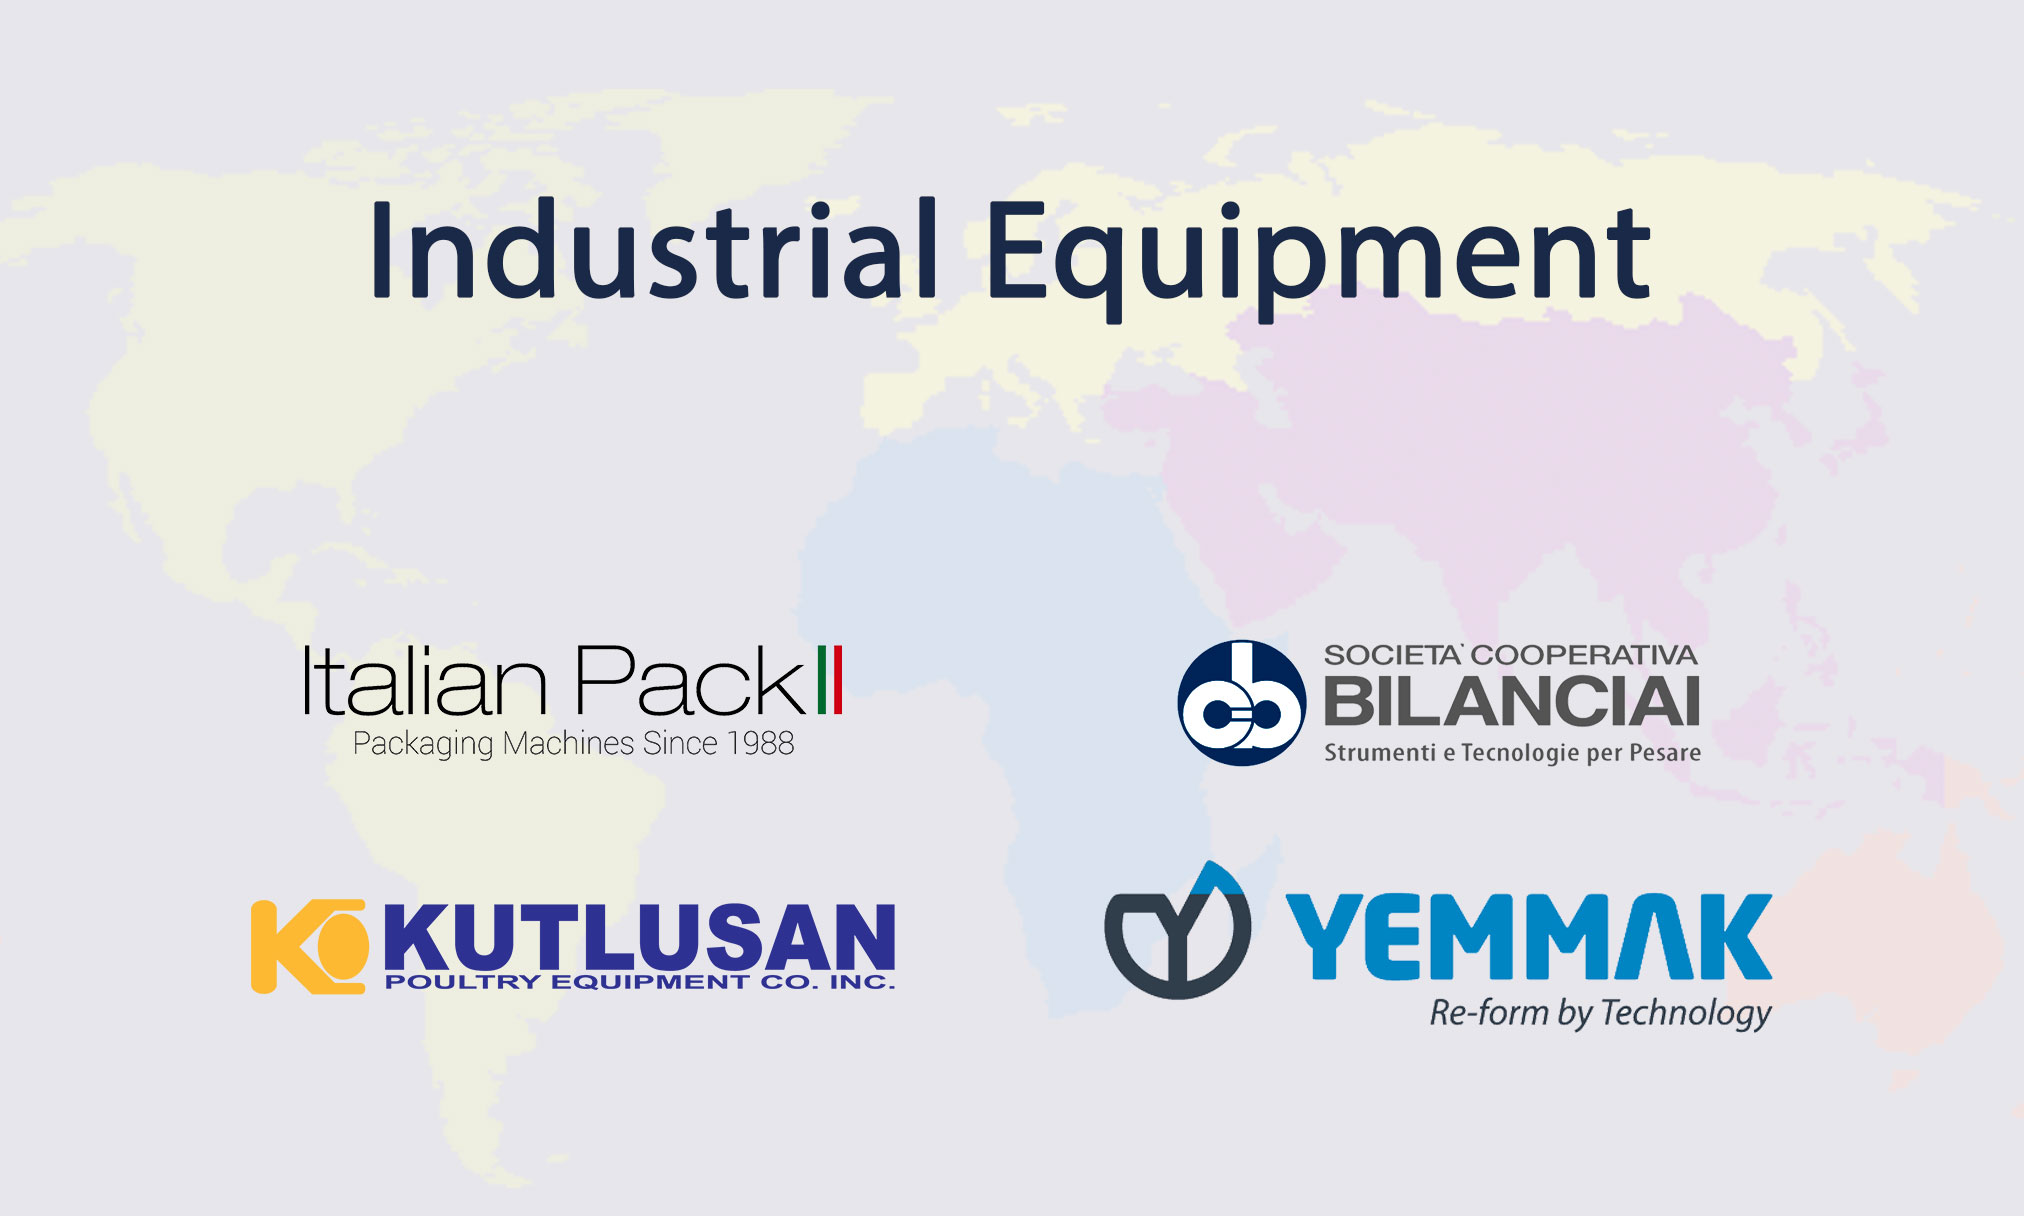 Industrial Equipment
Italian Pack
Packaging Machines Since 1988
SOCIETA' COOPERATIVA
BILANCIAI
Strumenti e Tecnologie per Pesare
KUTLUSAN
POULTRY EQUIPMENT CO. INC.
YEMMAK
Re-form by Technology